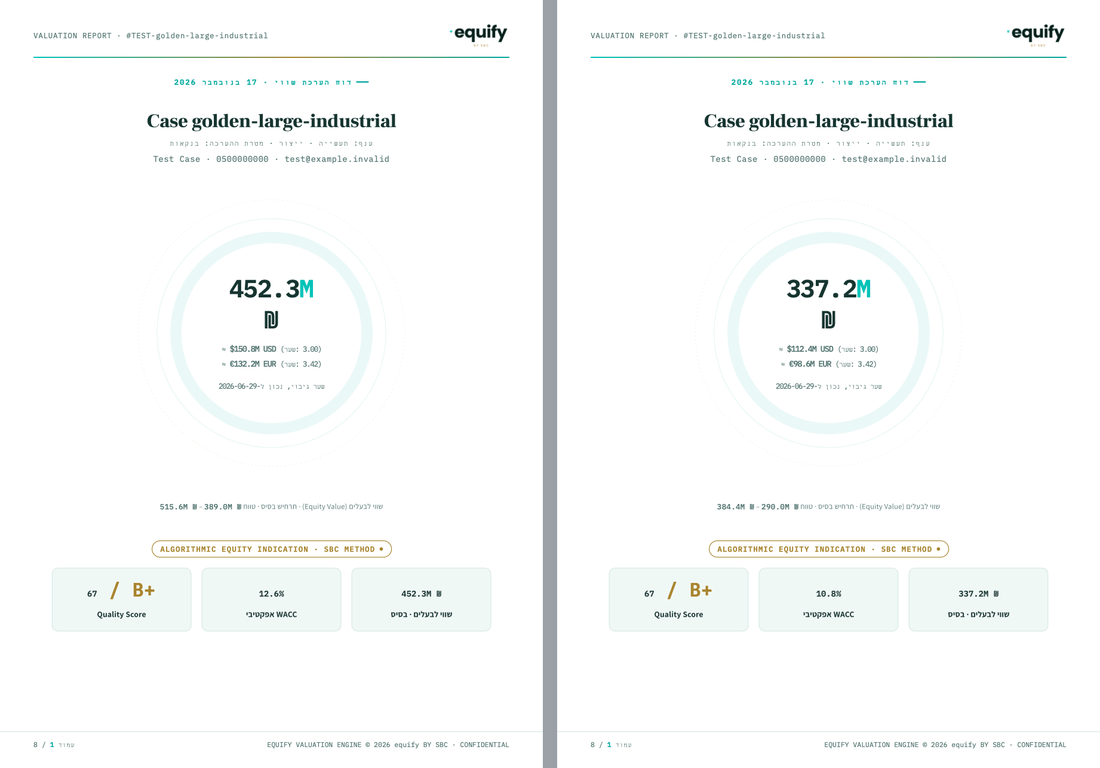 VALUATION REPORT · #TEST-golden-large-industrial
equify
BY SBC
דוח הערכת שווי · 17 בנובמבר 2026
Case golden-large-industrial
ענף: תעשייה · ייצור · מטרת ההערכה: בנקאות
Test Case · 0500000000 · test@example.invalid
452.3M
₪
≈ $150.8M USD (שער: 3.00)
≈ €132.2M EUR (שער: 3.42)
שער גיבוי, נכון ל-2026-06-29
שווי לבעלים (Equity Value) · תרחיש בסיס · טווח ₪ 389.0M – ₪ 515.6M
ALGORITHMIC EQUITY INDICATION · SBC METHOD
67 / B+
Quality Score
12.6%
WACC אפקטיבי
452.3M ₪
שווי לבעלים · בסיס
עמוד 1 / 8
EQUIFY VALUATION ENGINE © 2026 equify BY SBC · CONFIDENTIAL
VALUATION REPORT · #TEST-golden-large-industrial
equify
BY SBC
דוח הערכת שווי · 17 בנובמבר 2026
Case golden-large-industrial
ענף: תעשייה · ייצור · מטרת ההערכה: בנקאות
Test Case · 0500000000 · test@example.invalid
337.2M
₪
≈ $112.4M USD (שער: 3.00)
≈ €98.6M EUR (שער: 3.42)
שער גיבוי, נכון ל-2026-06-29
שווי לבעלים (Equity Value) · תרחיש בסיס · טווח ₪ 290.0M – ₪ 384.4M
ALGORITHMIC EQUITY INDICATION · SBC METHOD
67 / B+
Quality Score
10.8%
WACC אפקטיבי
337.2M ₪
שווי לבעלים · בסיס
עמוד 1 / 8
EQUIFY VALUATION ENGINE © 2026 equify BY SBC · CONFIDENTIAL